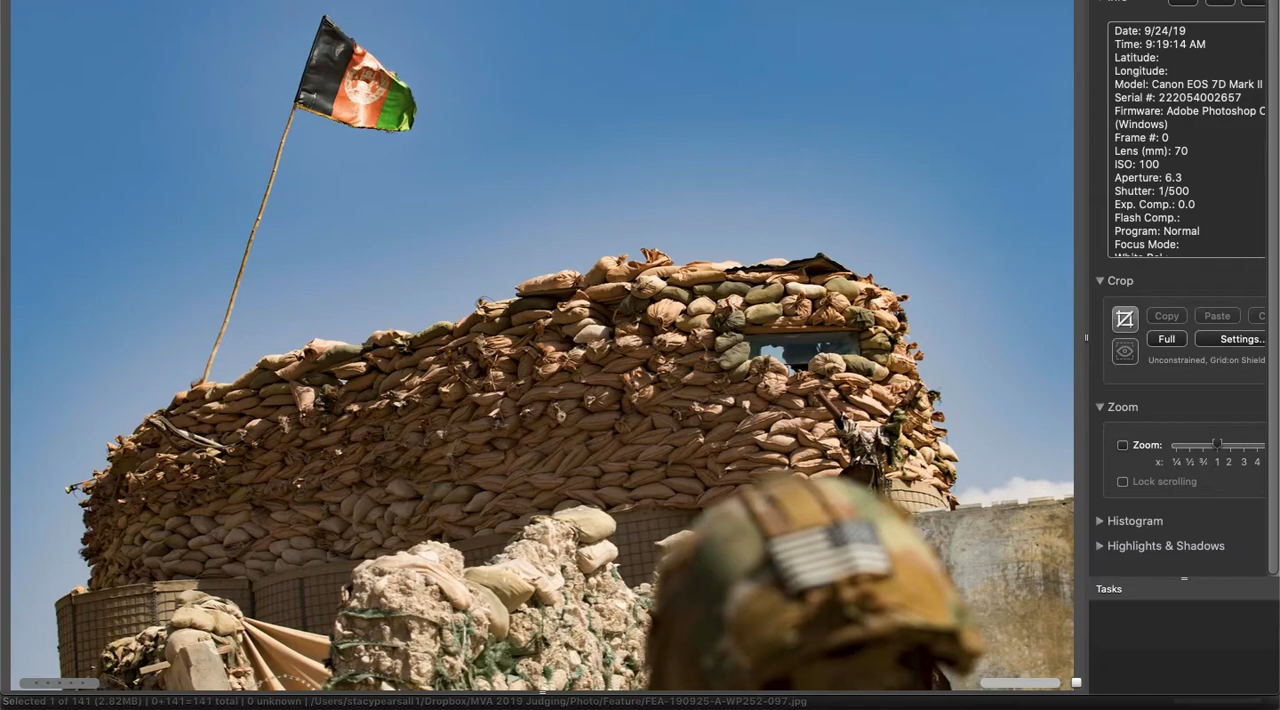 Date: 9/24/19
Time: 9:19:14 AM
Latitude:
Longitude:
Model: Canon EOS 7D Mark II
Serial #: 222054002657
Firmware: Adobe Photoshop C
(Windows)
Frame #: 0
Lens (mm): 70
ISO: 100
Aperture: 6.3
Shutter: 1/500
Exp. Comp.: 0.0
Flash Comp.:
Program: Normal
Focus Mode:
Crop
Copy Paste C
Full Settings..
Unconstrained, Grid:on Shield
Zoom
Zoom:
x: ¼ ½ ¾ 1 2 3 4
Lock scrolling
Histogram
Highlights & Shadows
Tasks
Selected 1 of 141 (2.82MB) | 0+141=141 total | 0 unknown | /Users/stacypearsall1/Dropbox/MVA 2019 Judging/Photo/Feature/FEA-190925-A-WP252-097.jpg